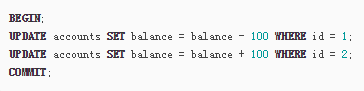 BEGIN;
UPDATE accounts SET balance = balance - 100 WHERE id = 1;
UPDATE accounts SET balance = balance + 100 WHERE id = 2;
COMMIT;